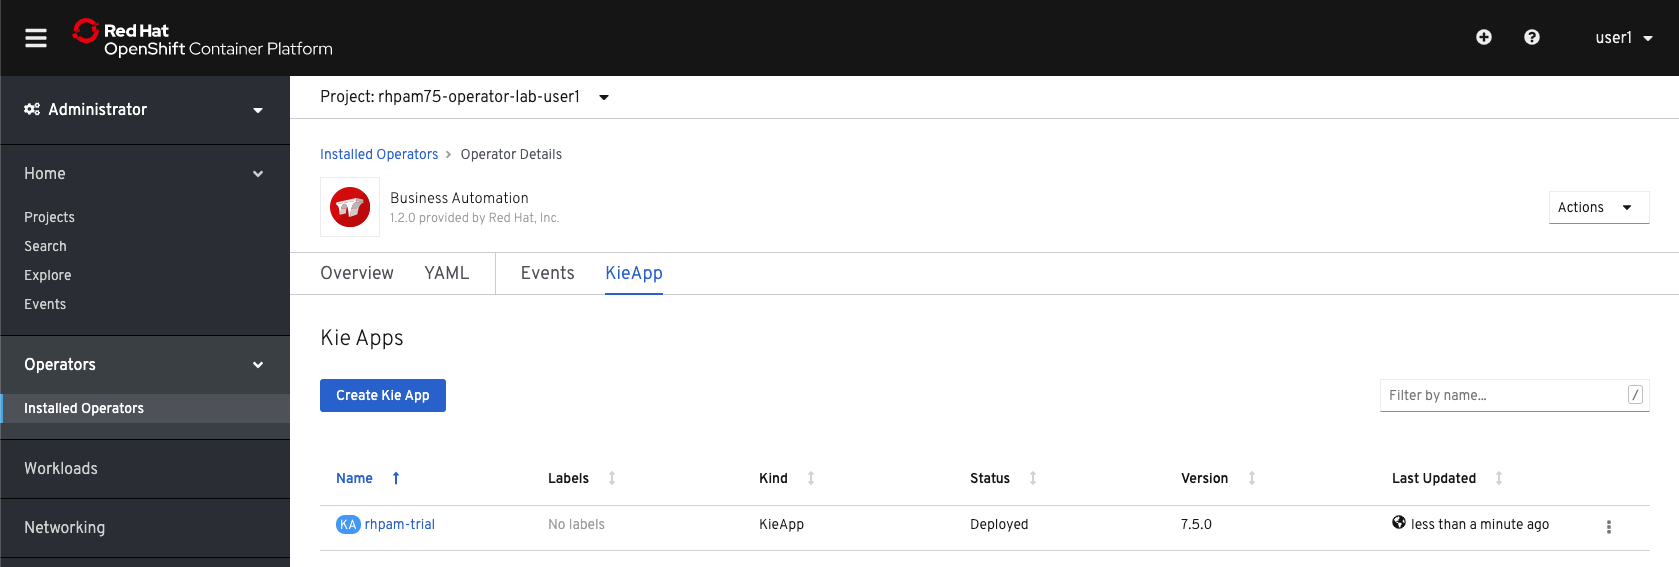 Red Hat
OpenShift Container Platform
user1
Administrator
Home
Projects
Search
Explore
Events
Operators
Installed Operators
Workloads
Networking
Project: rhpam75-operator-lab-user1
Installed Operators > Operator Details
Business Automation
1.2.0 provided by Red Hat, Inc.
Actions
Overview YAML Events KieApp
Kie Apps
Create Kie App
Filter by name... /
Name Labels Kind Status Version Last Updated
KA rhpam-trial No labels KieApp Deployed 7.5.0 less than a minute ago